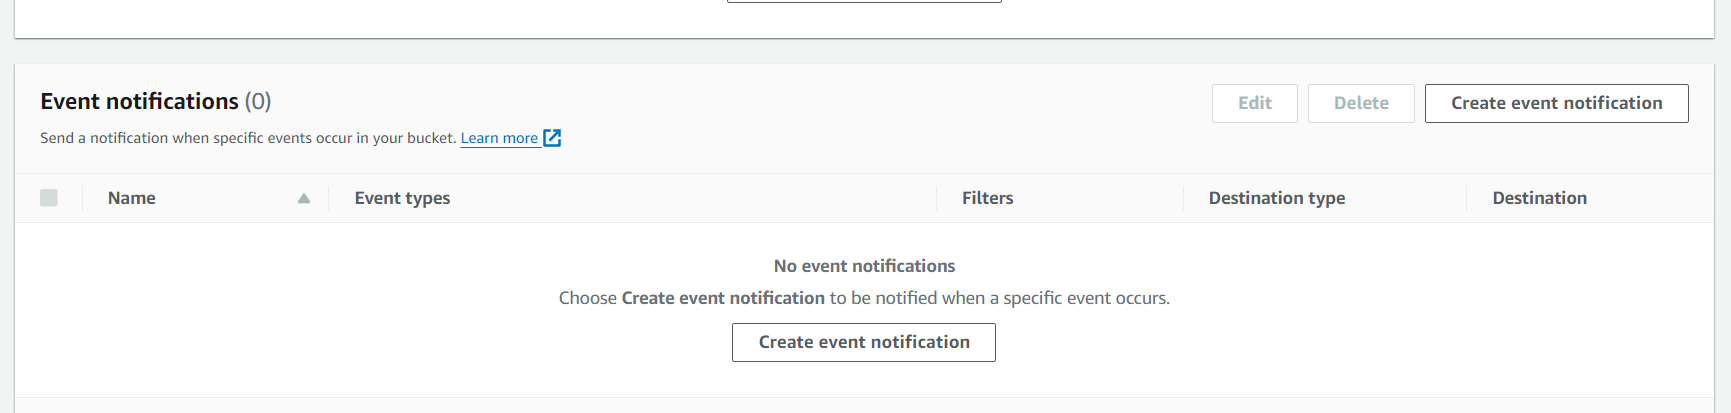 Event notifications (0)
Edit
Delete
Create event notification
Send a notification when specific events occur in your bucket. Learn more
Name
Event types
Filters
Destination type
Destination
No event notifications
Choose Create event notification to be notified when a specific event occurs.
Create event notification